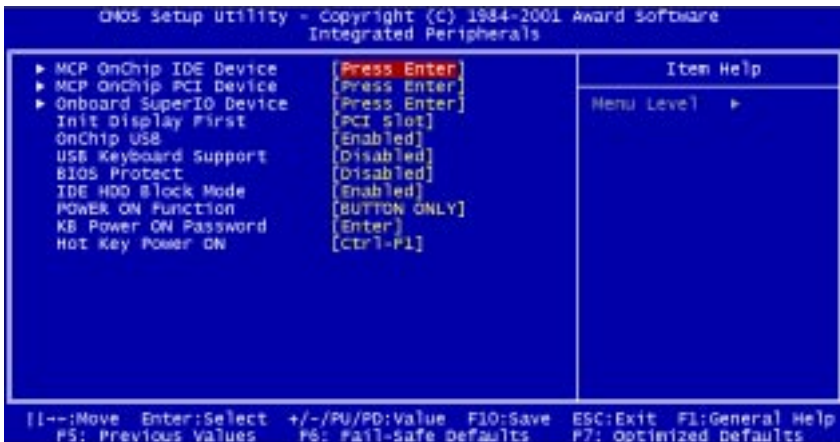 CMOS Setup Utility - Copyright (C) 1984-2001 Award Software
Integrated Peripherals
▶ MCP OnChip IDE Device [Press Enter]
▶ MCP OnChip PCI Device [Press Enter]
▶ Onboard SuperIO Device [Press Enter]
Init Display First [PCI Slot]
OnChip USB [Enabled]
USB Keyboard Support [Disabled]
BIOS Protect [Disabled]
IDE HDD Block Mode [Enabled]
POWER ON Function [BUTTON ONLY]
KB Power ON Password [Enter]
Hot Key Power ON [Ctrl-F1]
Item Help
Menu Level ▶
[[--:Move Enter:Select +/-/PU/PD:Value F10:Save ESC:Exit F1:General Help
F5: Previous Values F6: Fail-Safe Defaults F7: Optimized Defaults